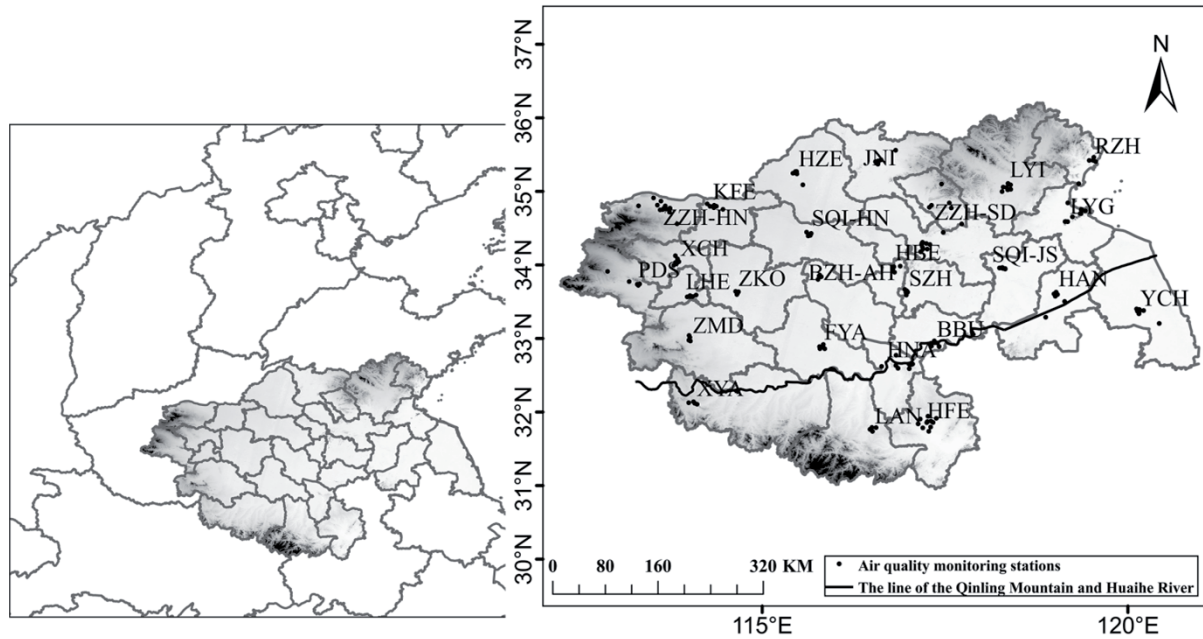 N
37°N
36°N
35°N
34°N
33°N
32°N
31°N
30°N
RZH
HZE
JNI
LYI
KFE
ZZH-HN
SQI-HN
ZZH-SD
LYG
XCH
HBE
SQI-JS
PDS
LHE
ZKO
BZH-AH
SZH
HAN
YCH
ZMD
FYA
BBU
HNA
XYA
LAN
HFE
0 80 160 320 KM
Air quality monitoring stations
The line of the Qinling Mountain and Huaihe River
115°E 120°E